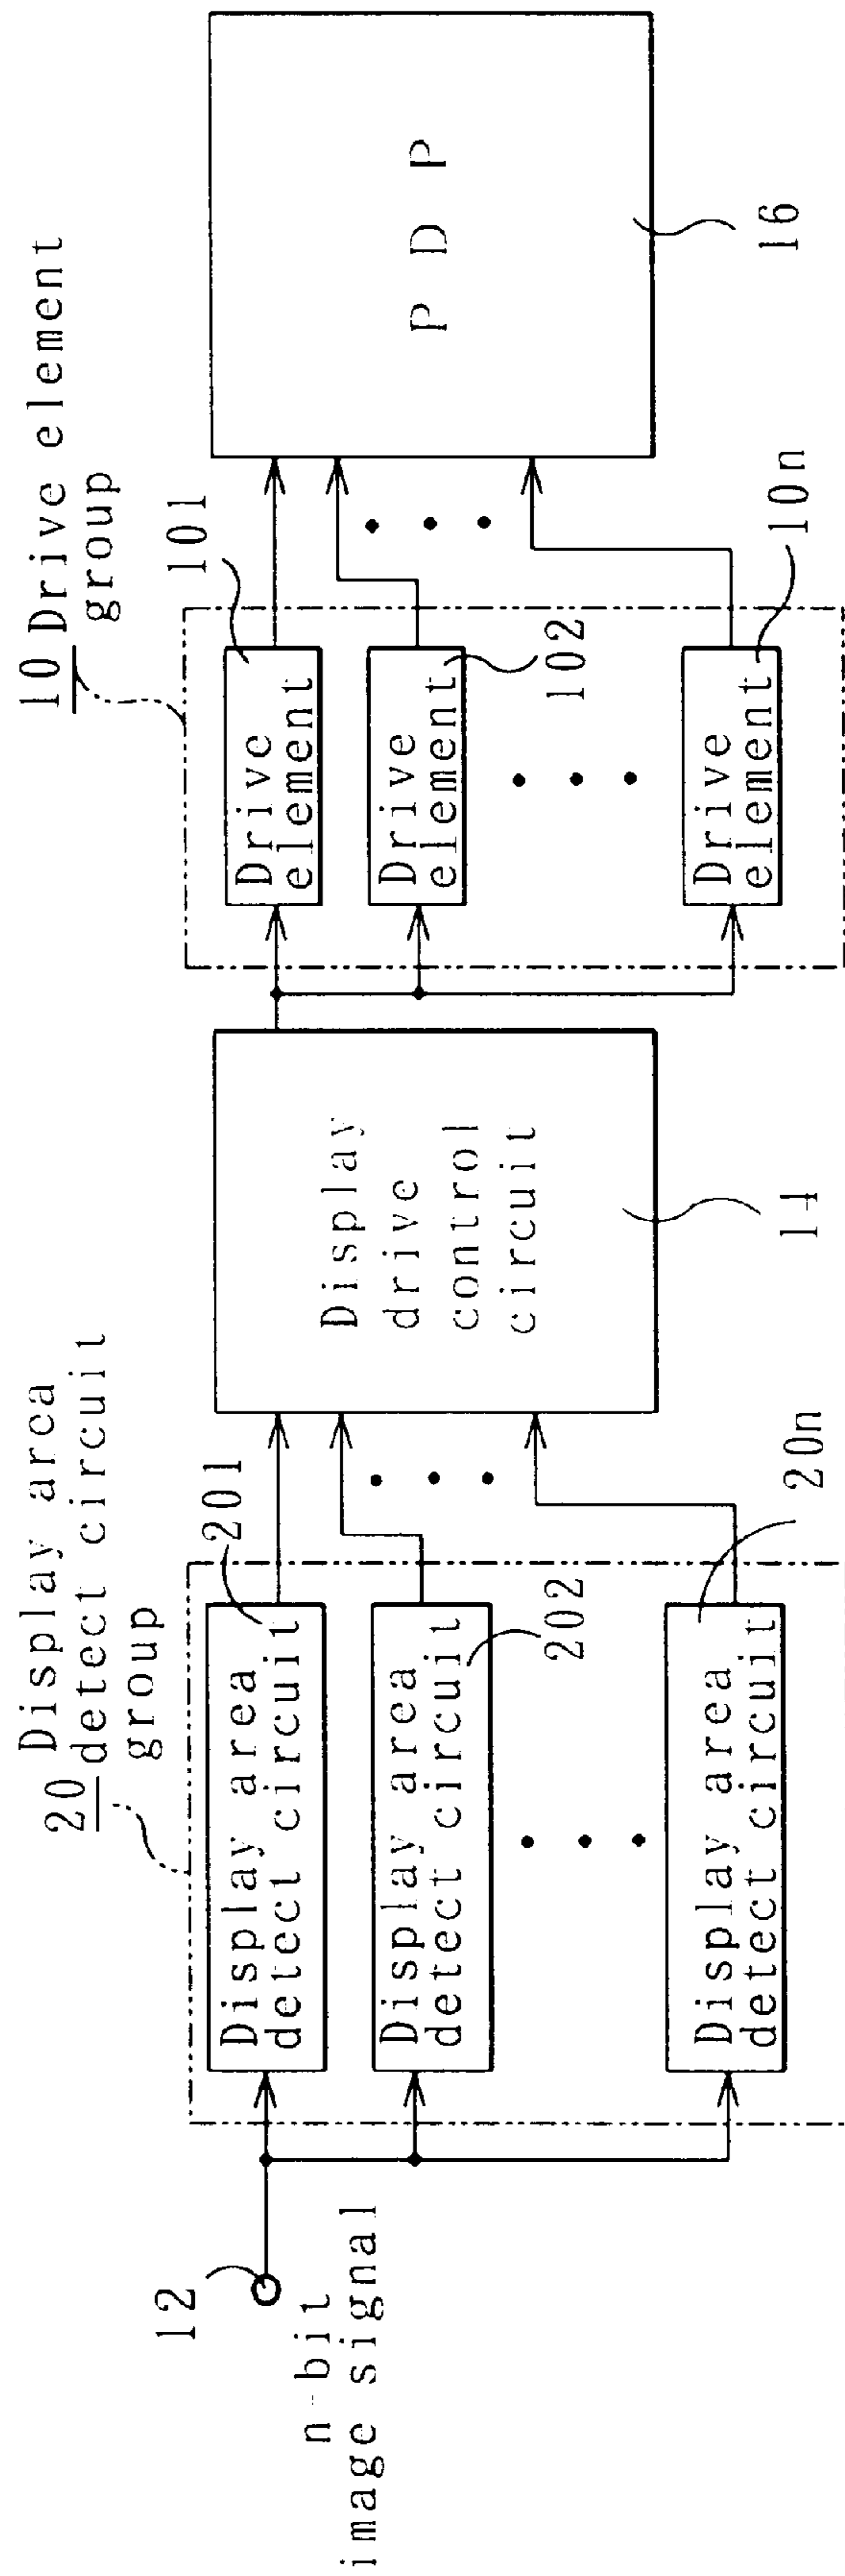 12
n-bit
image signal
20 Display area
detect circuit
group
Display area
detect circuit
201
Display area
detect circuit
202
Display area
detect circuit
20n
Display
drive
control
circuit
14
10 Drive element
group
Drive
element
101
Drive
element
102
Drive
element
10n
P D P
16